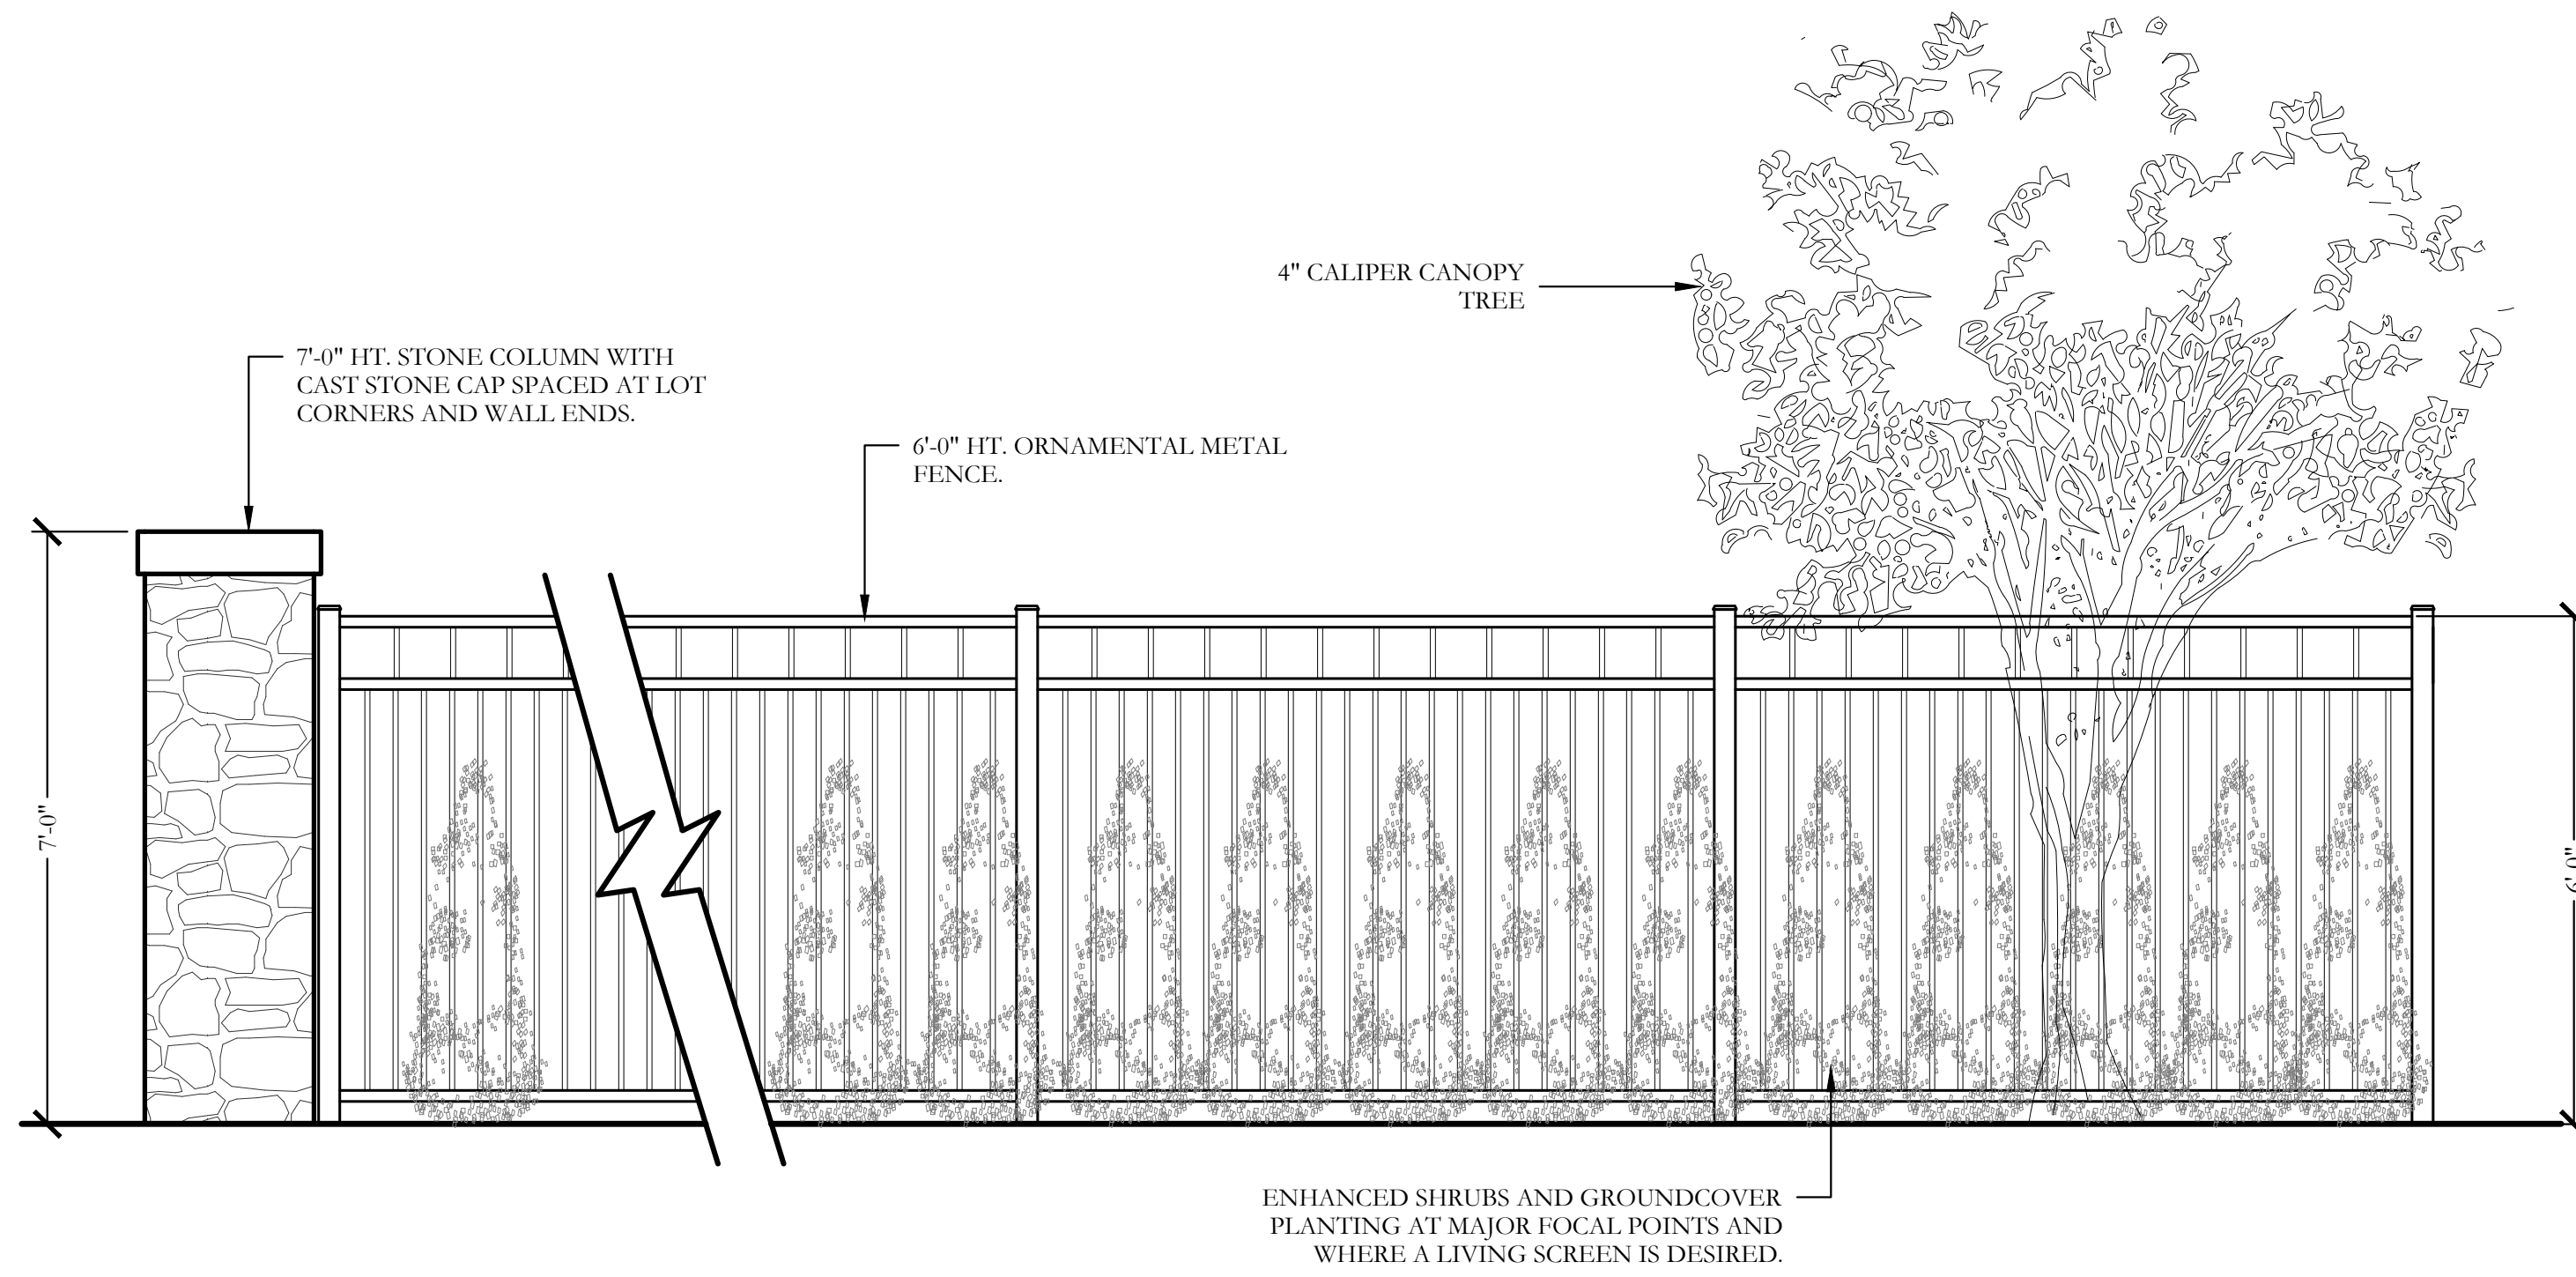 4" CALIPER CANOPY
TREE
7'-0" HT. STONE COLUMN WITH
CAST STONE CAP SPACED AT LOT
CORNERS AND WALL ENDS.
6'-0" HT. ORNAMENTAL METAL
FENCE.
7'-0"
6'-0"
ENHANCED SHRUBS AND GROUNDCOVER
PLANTING AT MAJOR FOCAL POINTS AND
WHERE A LIVING SCREEN IS DESIRED.